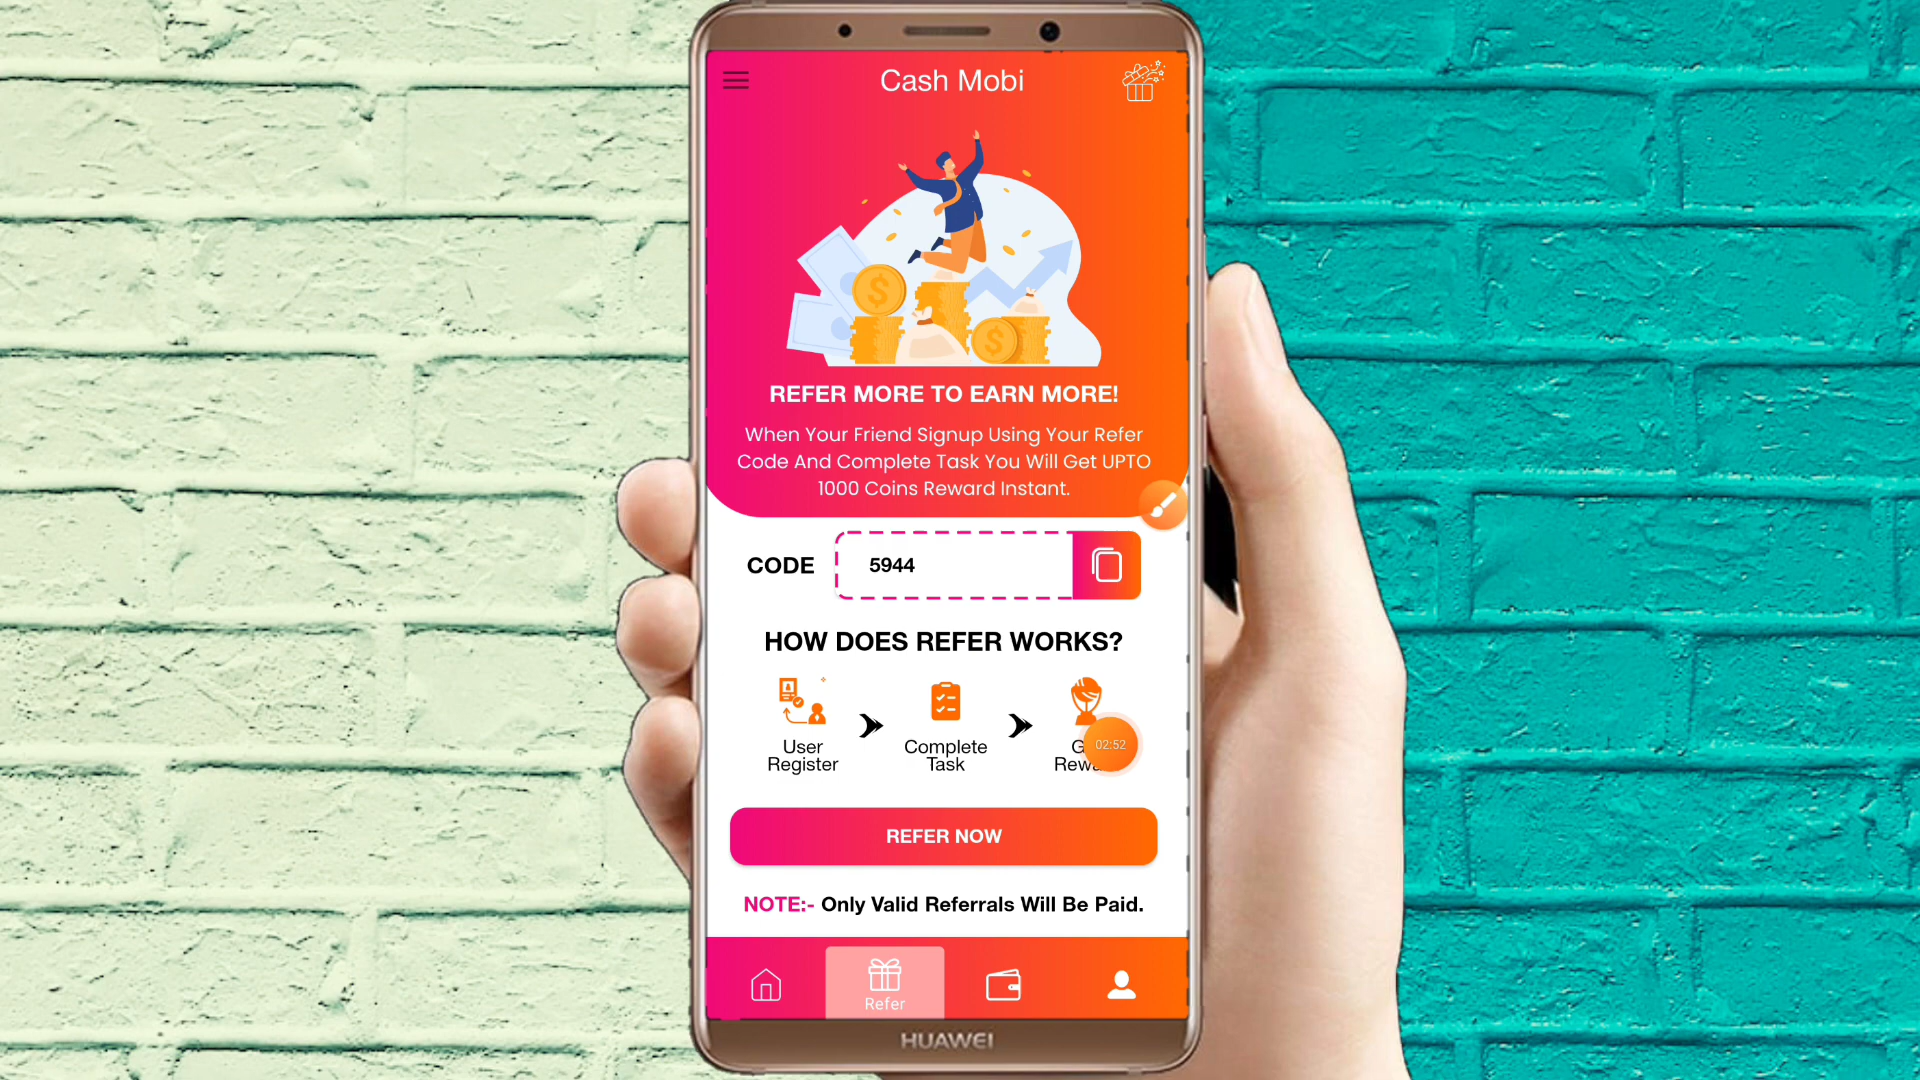 Cash Mobi
REFER MORE TO EARN MORE!
When Your Friend Signup Using Your Refer
Code And Complete Task You Will Get UPTO
1000 Coins Reward Instant.
CODE
5944
HOW DOES REFER WORKS?
User
Register
Complete
Task
02:52
REFER NOW
NOTE:- Only Valid Referrals Will Be Paid.
Refer
HUAWEI